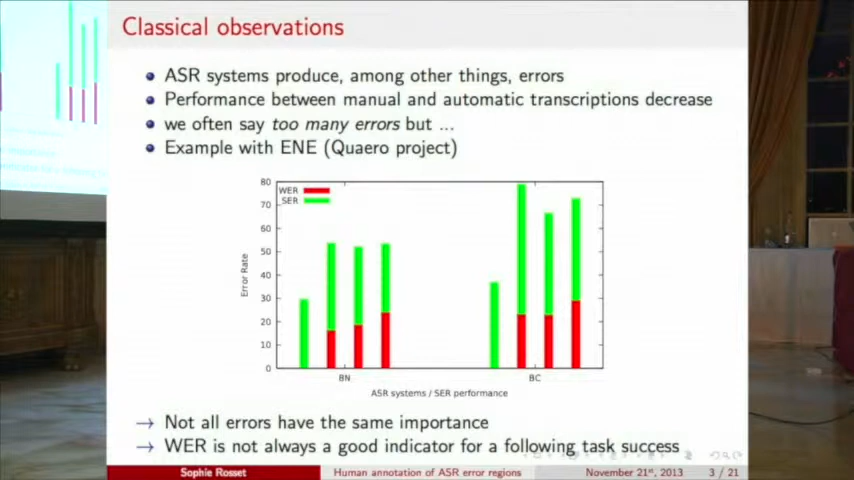 Classical observations
ASR systems produce, among other things, errors
Performance between manual and automatic transcriptions decrease
we often say too many errors but ...
Example with ENE (Quaero project)
80
70
60
50
40
30
20
10
0
Error Rate
WER
SER
BN
BC
ASR systems / SER performance
→ Not all errors have the same importance
→ WER is not always a good indicator for a following task success
Sophie Rosset
Human annotation of ASR error regions
November 21st, 2013
3 / 21